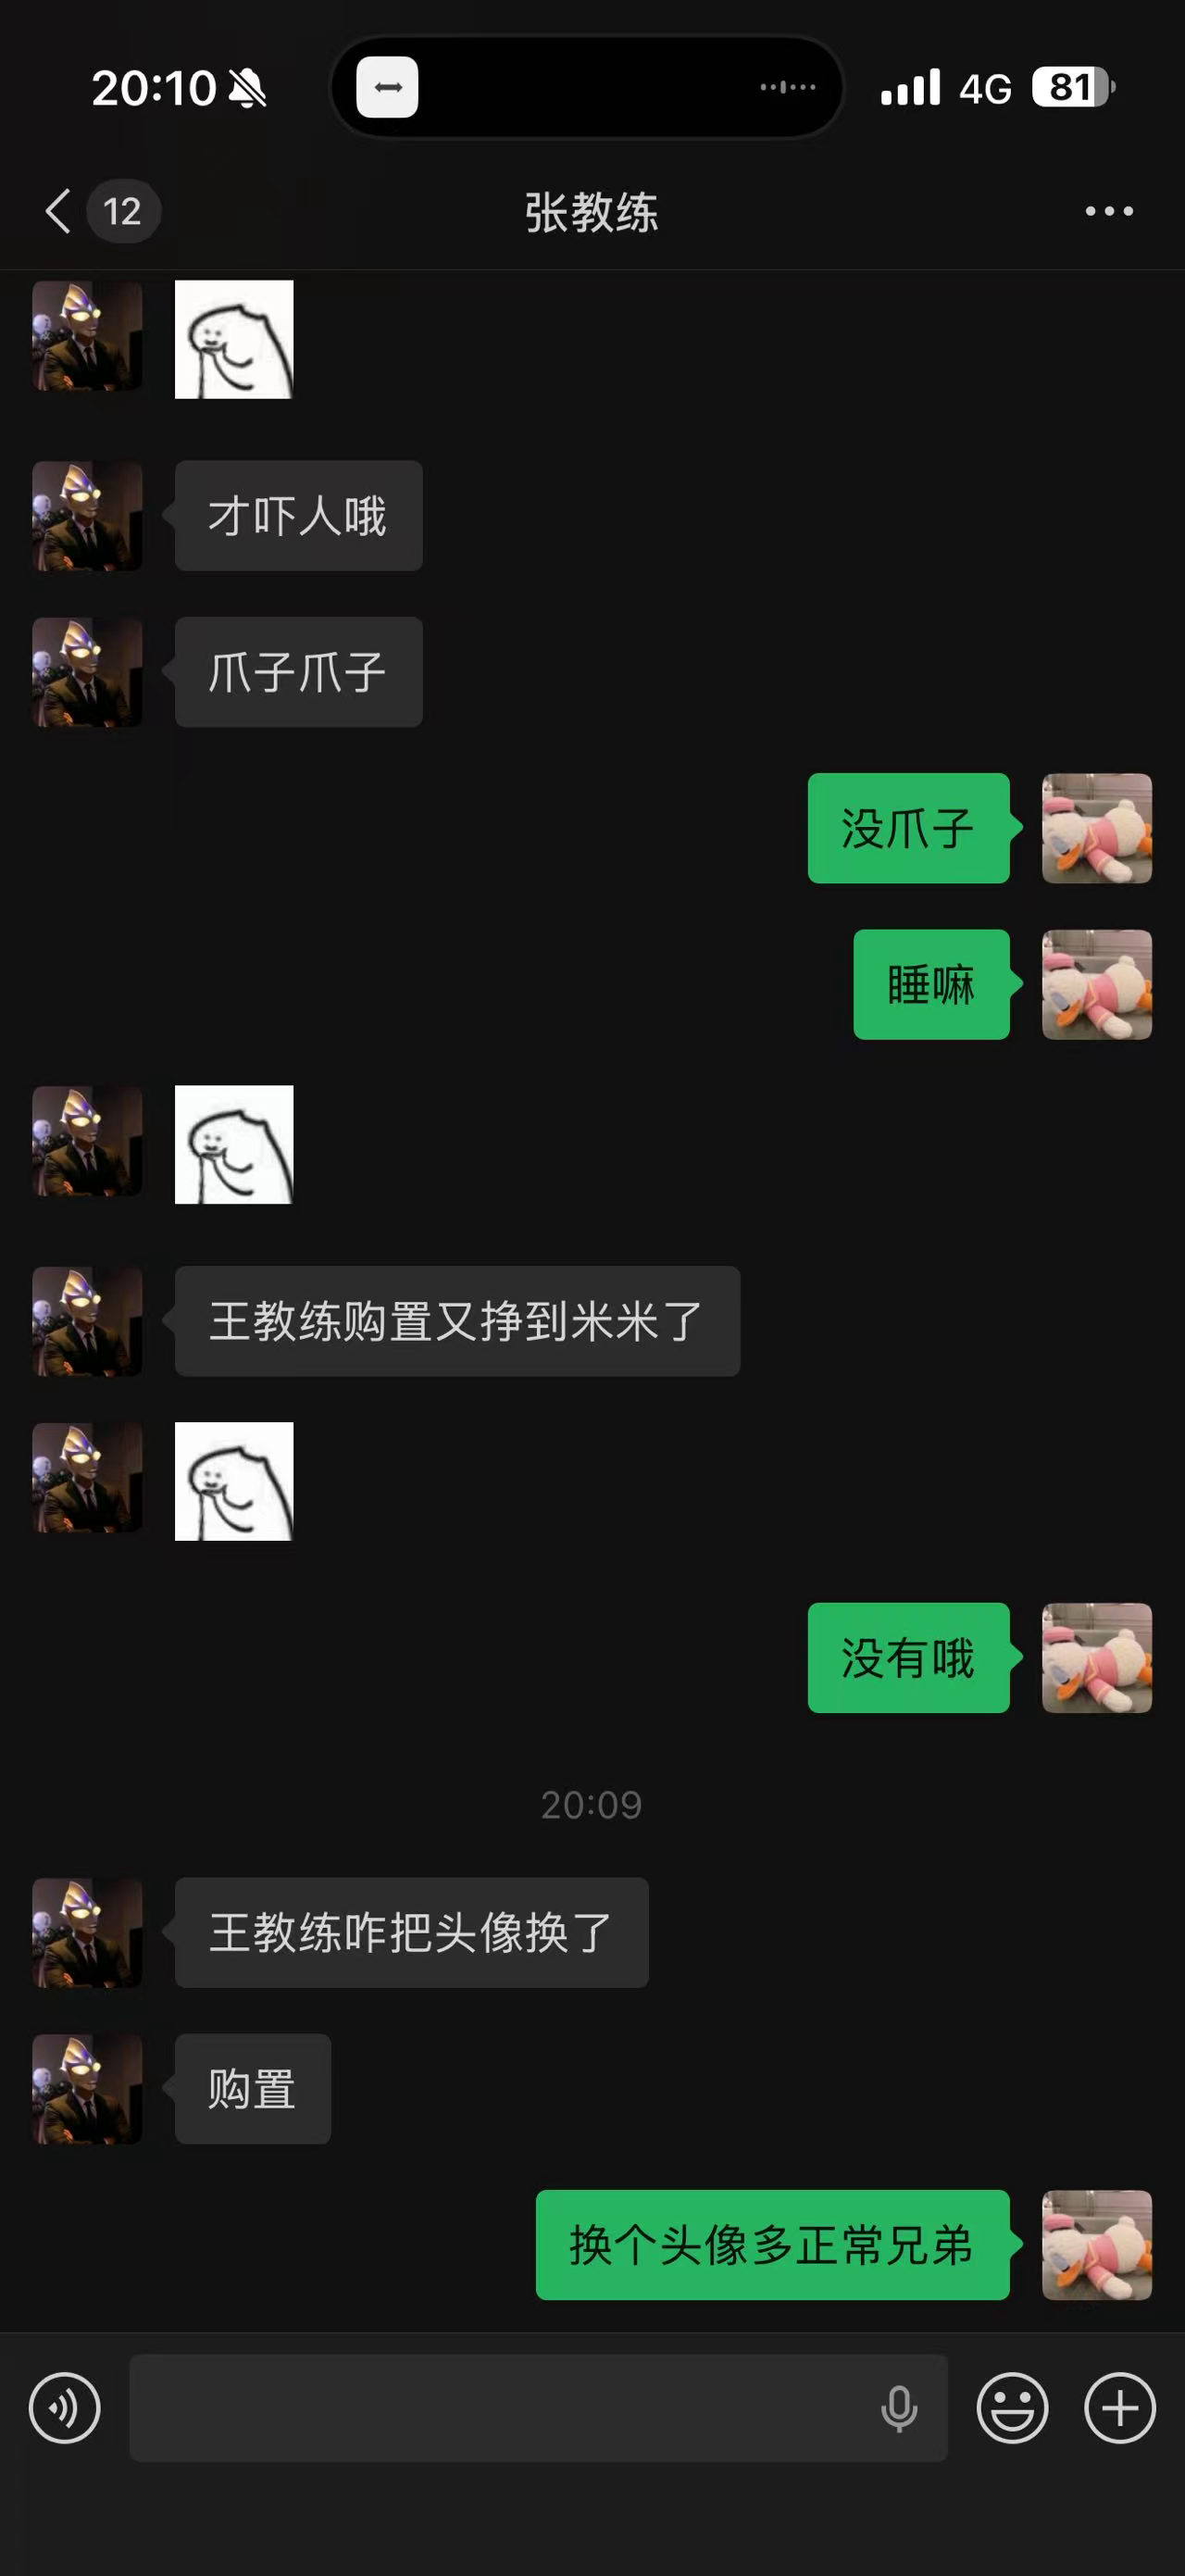 20:10
4G
81
12
张教练
才吓人哦
爪子爪子
没爪子
睡嘛
王教练购置又挣到米米了
没有哦
20:09
王教练咋把头像换了
购置
换个头像多正常兄弟